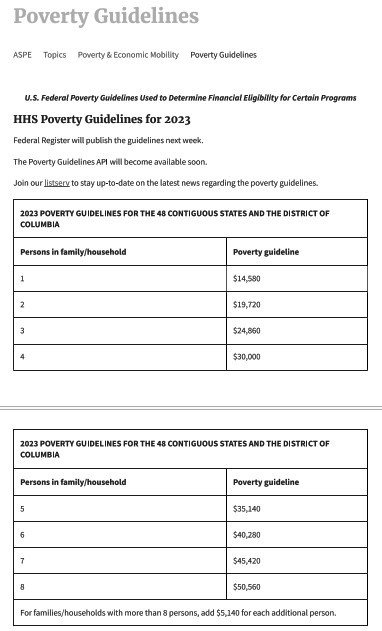 Poverty Guidelines
ASPE Topics Poverty & Economic Mobility Poverty Guidelines
U.S. Federal Poverty Guidelines Used to Determine Financial Eligibility for Certain Programs
HHS Poverty Guidelines for 2023
Federal Register will publish the guidelines next week.
The Poverty Guidelines API will become available soon.
Join our listserv to stay up-to-date on the latest news regarding the poverty guidelines.
2023 POVERTY GUIDELINES FOR THE 48 CONTIGUOUS STATES AND THE DISTRICT OF
COLUMBIA
Persons in family/household Poverty guideline
1 $14,580
2 $19,720
3 $24,860
4 $30,000
2023 POVERTY GUIDELINES FOR THE 48 CONTIGUOUS STATES AND THE DISTRICT OF
COLUMBIA
Persons in family/household Poverty guideline
5 $35,140
6 $40,280
7 $45,420
8 $50,560
For families/households with more than 8 persons, add $5,140 for each additional person.